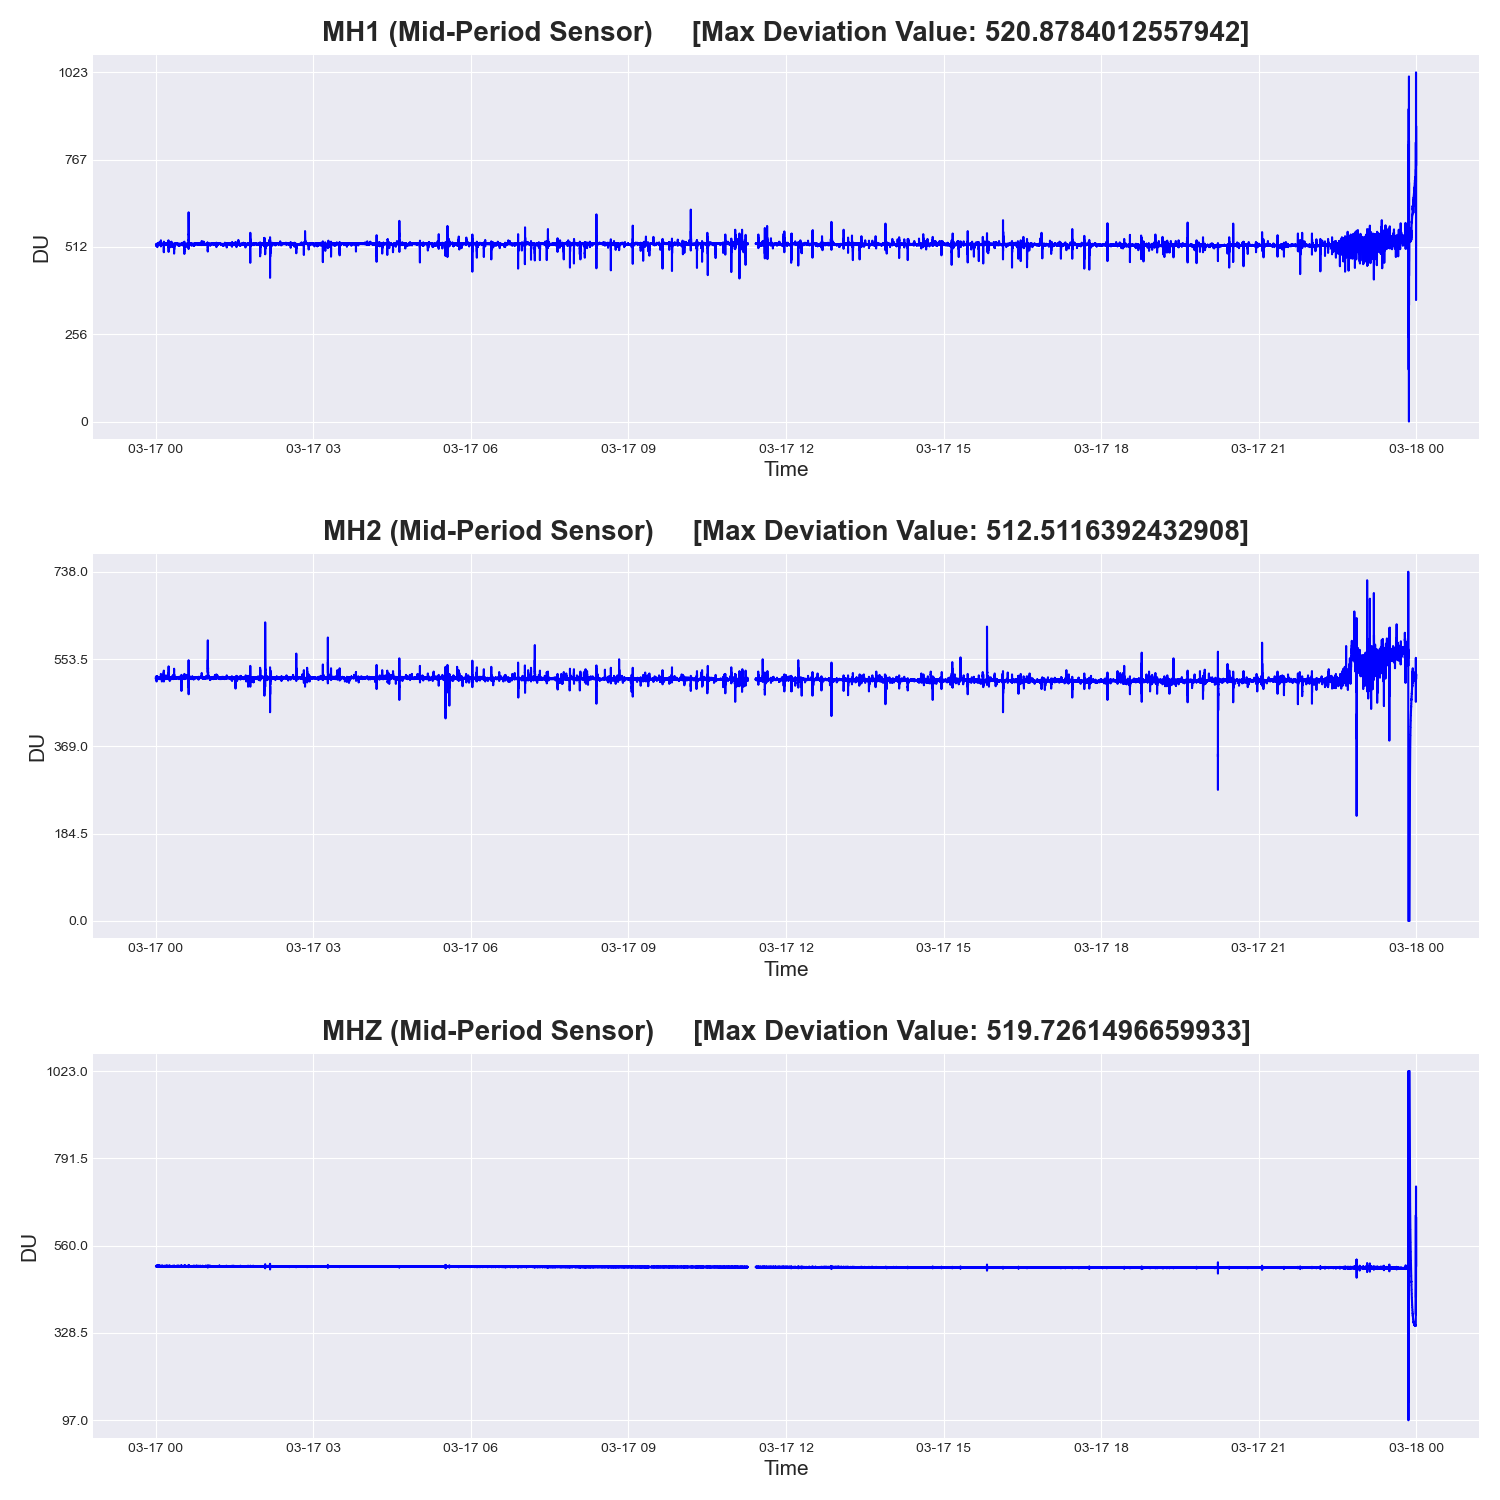 MH1 (Mid-Period Sensor) [Max Deviation Value: 520.8784012557942]
1023
767
512
256
0
DU
03-17 00 03-17 03 03-17 06 03-17 09 03-17 12 03-17 15 03-17 18 03-17 21 03-18 00
Time
MH2 (Mid-Period Sensor) [Max Deviation Value: 512.5116392432908]
738.0
553.5
369.0
184.5
0.0
DU
03-17 00 03-17 03 03-17 06 03-17 09 03-17 12 03-17 15 03-17 18 03-17 21 03-18 00
Time
MHZ (Mid-Period Sensor) [Max Deviation Value: 519.7261496659933]
1023.0
791.5
560.0
328.5
97.0
DU
03-17 00 03-17 03 03-17 06 03-17 09 03-17 12 03-17 15 03-17 18 03-17 21 03-18 00
Time